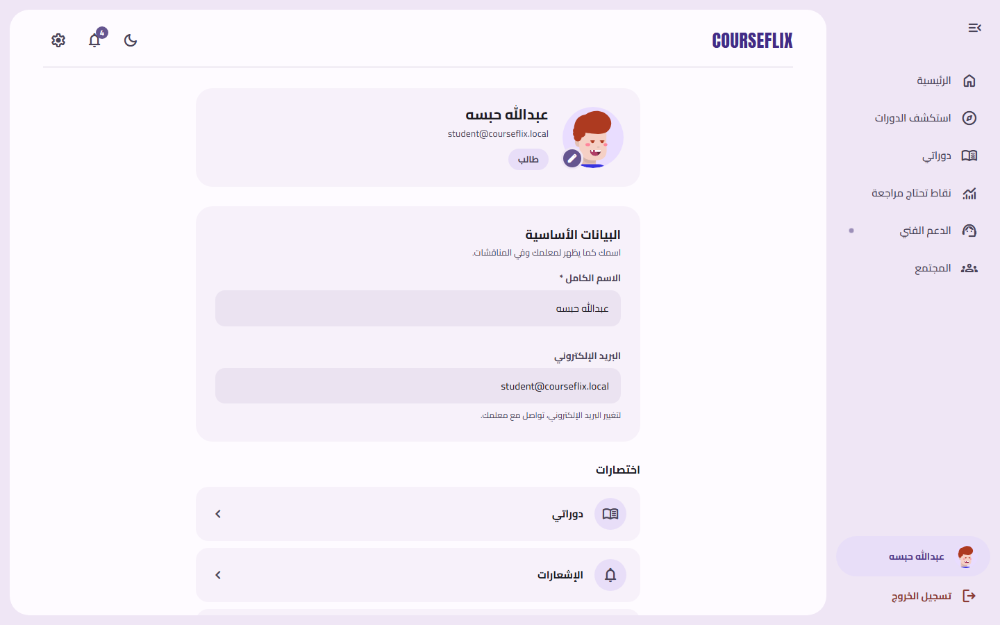 الرئيسية
استكشف الدورات
دوراتي
نقاط تحتاج مراجعة
الدعم الفني
المجتمع
عبدالله حبسه
تسجيل الخروج
COURSEFLIX
4
عبدالله حبسه
student@courseflix.local
طالب
البيانات الأساسية
اسمك كما يظهر لمعلمك وفي المناقشات.
الاسم الكامل *
عبدالله حبسه
البريد الإلكتروني
student@courseflix.local
لتغيير البريد الإلكتروني، تواصل مع معلمك.
اختصارات
دوراتي
الإشعارات